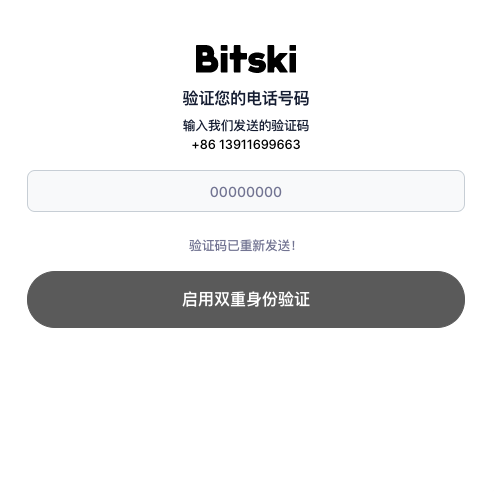 Bitski
验证您的电话号码
输入我们发送的验证码
+86 13911699663
00000000
验证码已重新发送！
启用双重身份验证